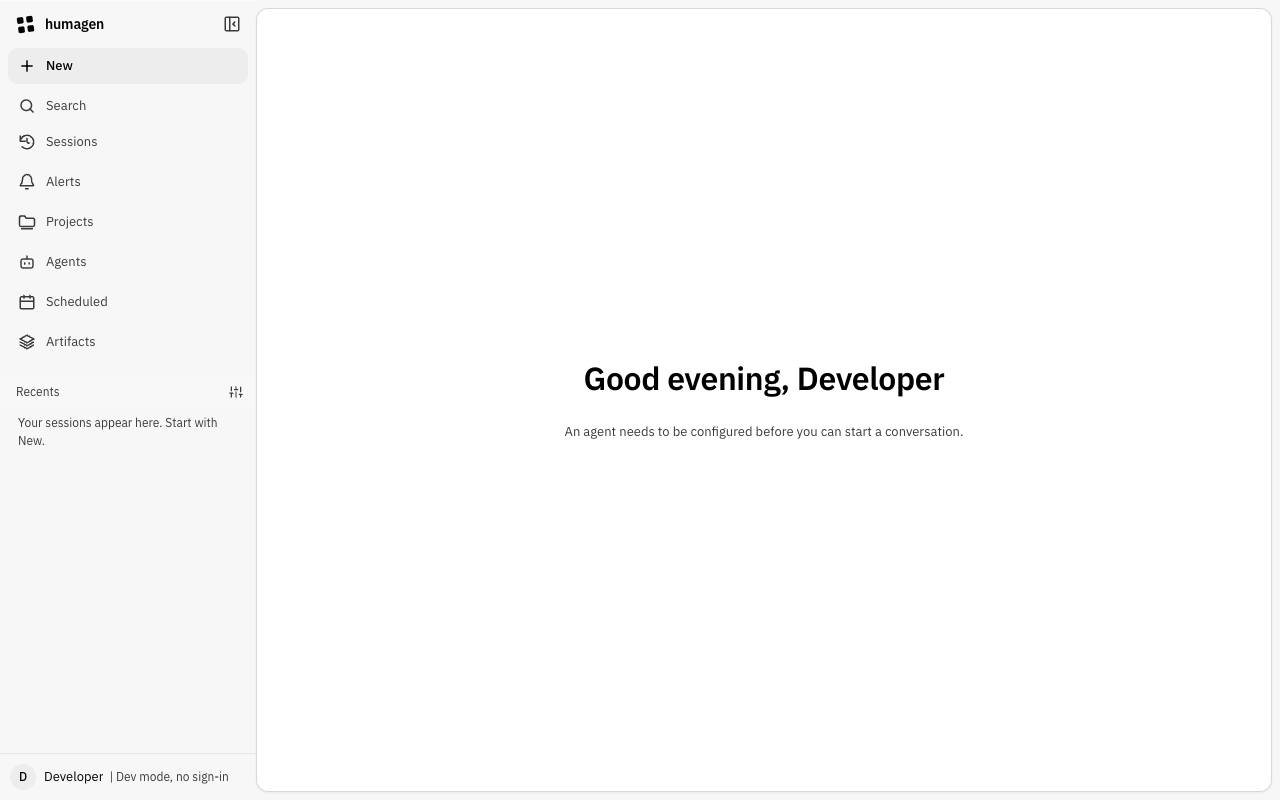 humagen
New
Search
Sessions
Alerts
Projects
Agents
Scheduled
Artifacts
Recents
Your sessions appear here. Start with
New.
Good evening, Developer
An agent needs to be configured before you can start a conversation.
D Developer | Dev mode, no sign-in